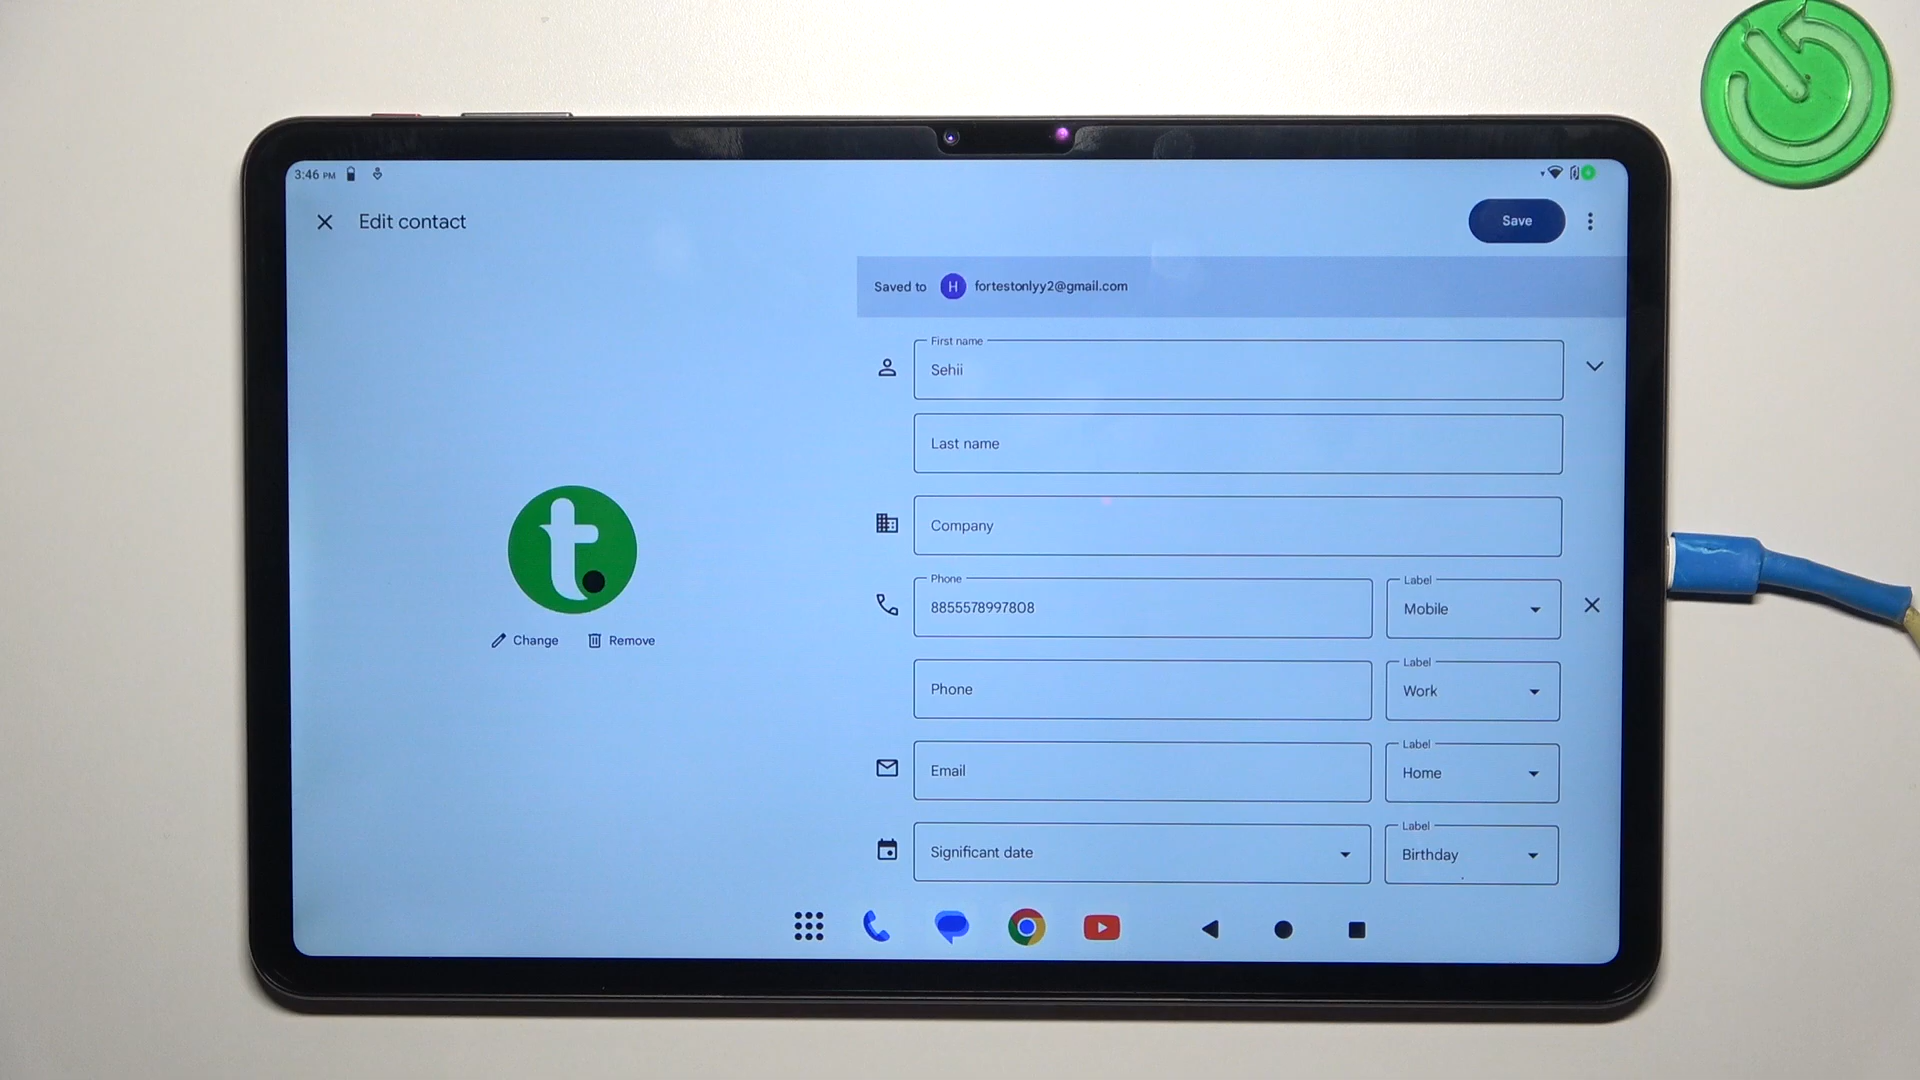 3:46 PM
Edit contact
Save
Saved to H fortestonlyy2@gmail.com
First name
Sehii
Last name
Company
Phone
8855578997808
Label
Mobile
Change
Remove
Phone
Label
Work
Email
Label
Home
Significant date
Label
Birthday
t.